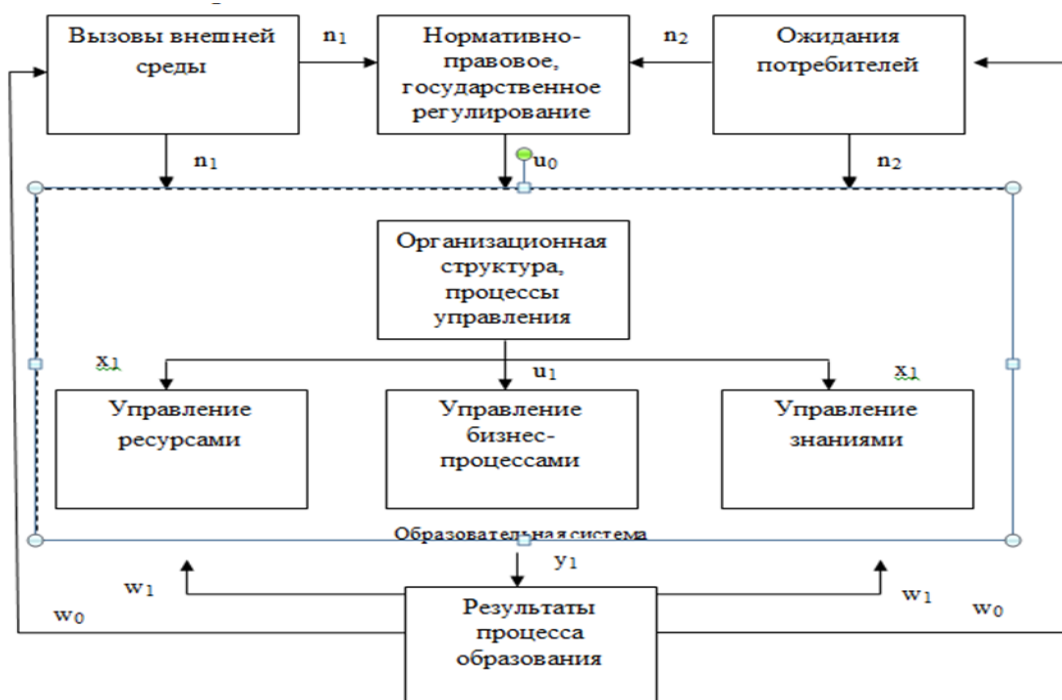 Вызовы внешней
среды
n1
Нормативно-
правовое,
государственное
регулирование
n2
Ожидания
потребителей
n1
u0
n2
Организационная
структура,
процессы
управления
x1
u1
x1
Управление
ресурсами
Управление
бизнес-
процессами
Управление
знаниями
Образовательная система
y1
w1
w1
w0
w0
Результаты
процесса
образования